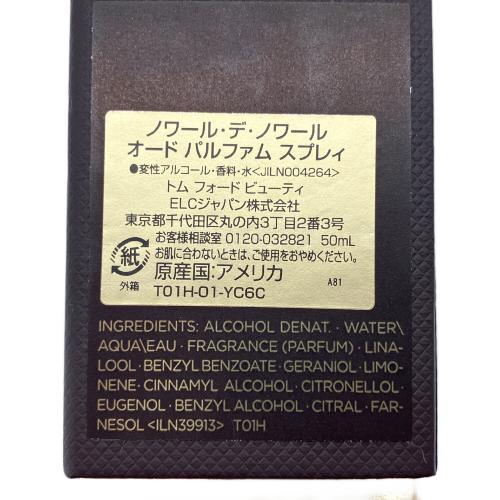 ノワール・デ・ノワール
オード パルファム スプレィ
●変性アルコール・香料・水<JILN004264>
トム フォード ビューティ
ELCジャパン株式会社
東京都千代田区丸の内3丁目2番3号
お客様相談室 0120-032821 50mL
お肌に合わないときは、ご使用をおやめください。
紙
外箱
原産国:アメリカ
A81
T01H-01-YC6C
INGREDIENTS: ALCOHOL DENAT. · WATER\
AQUA\EAU · FRAGRANCE (PARFUM) · LINA-
LOOL · BENZYL BENZOATE · GERANIOL · LIMO-
NENE · CINNAMYL ALCOHOL · CITRONELLOL ·
EUGENOL · BENZYL ALCOHOL · CITRAL · FAR-
NESOL <ILN39913> T01H